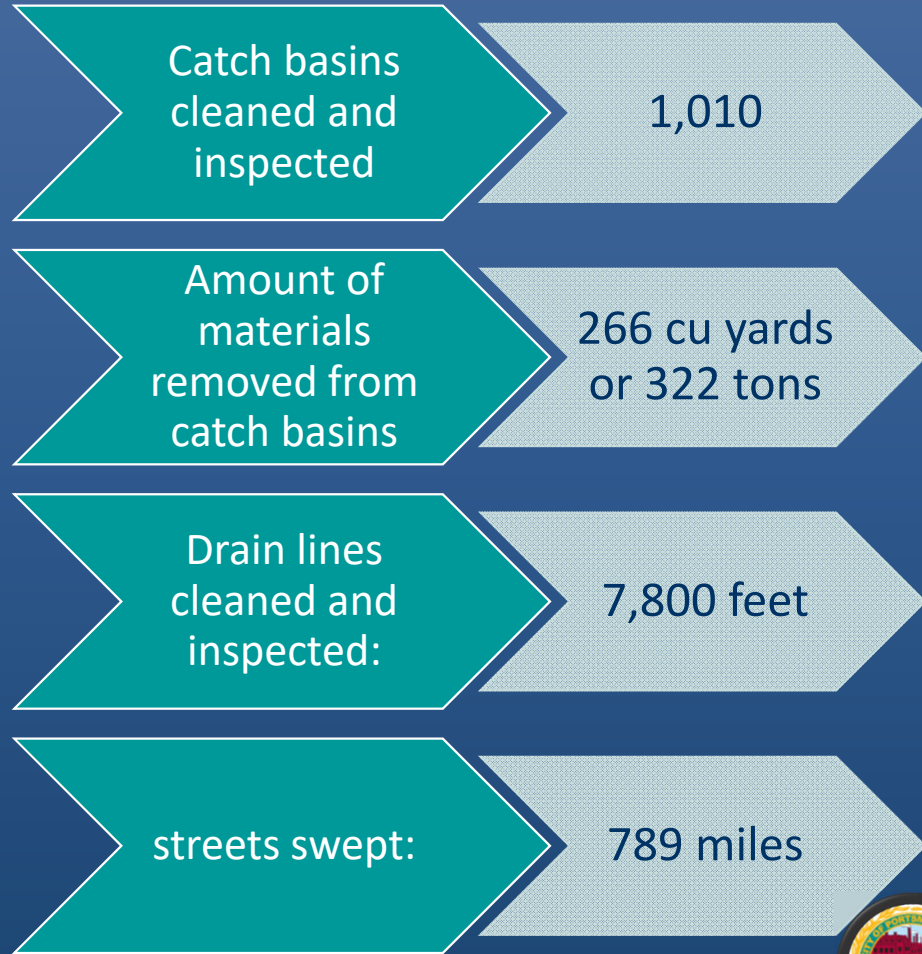 Catch basins
cleaned and
inspected
1,010
Amount of
materials
removed from
catch basins
266 cu yards
or 322 tons
Drain lines
cleaned and
inspected:
7,800 feet
streets swept:
789 miles